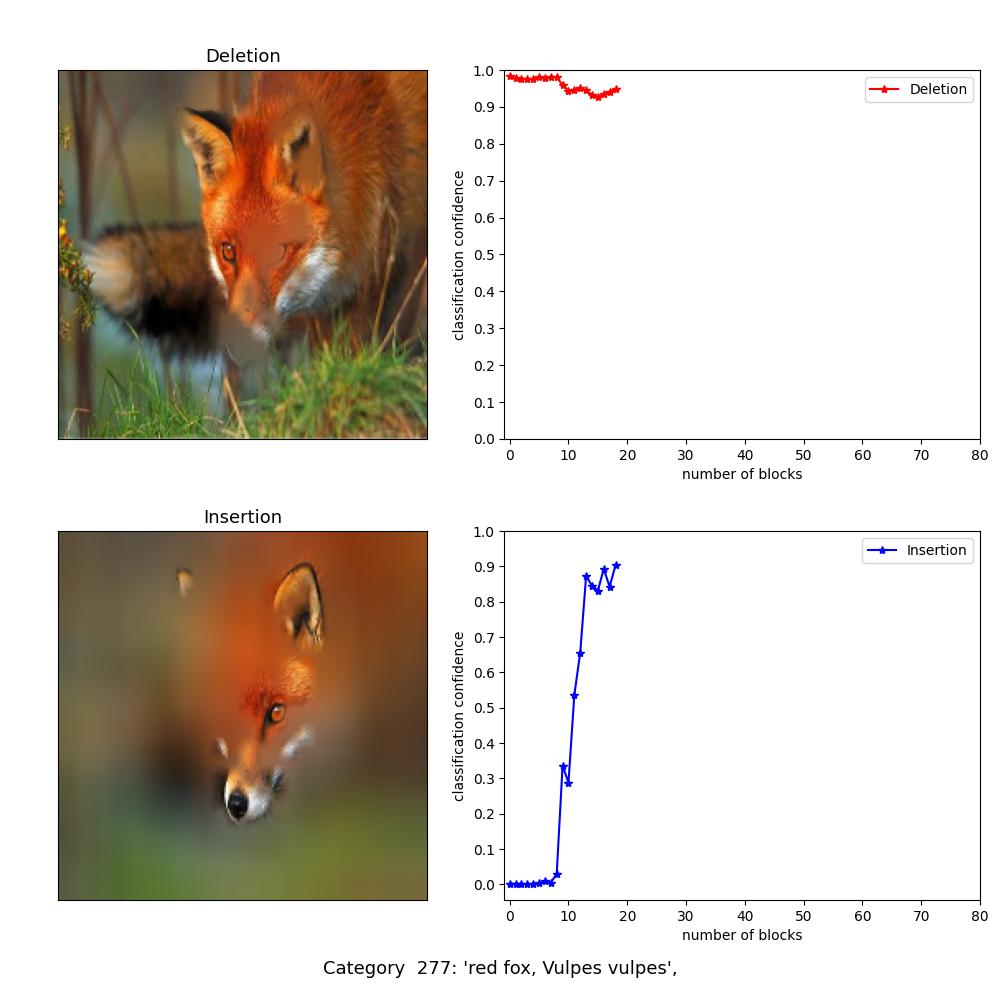 Deletion
1.0
0.9
0.8
0.7
0.6
0.5
0.4
0.3
0.2
0.1
0.0
classification confidence
Deletion
0 10 20 30 40 50 60 70 80
number of blocks
Insertion
1.0
0.9
0.8
0.7
0.6
0.5
0.4
0.3
0.2
0.1
0.0
classification confidence
Insertion
0 10 20 30 40 50 60 70 80
number of blocks
Category 277: 'red fox, Vulpes vulpes',